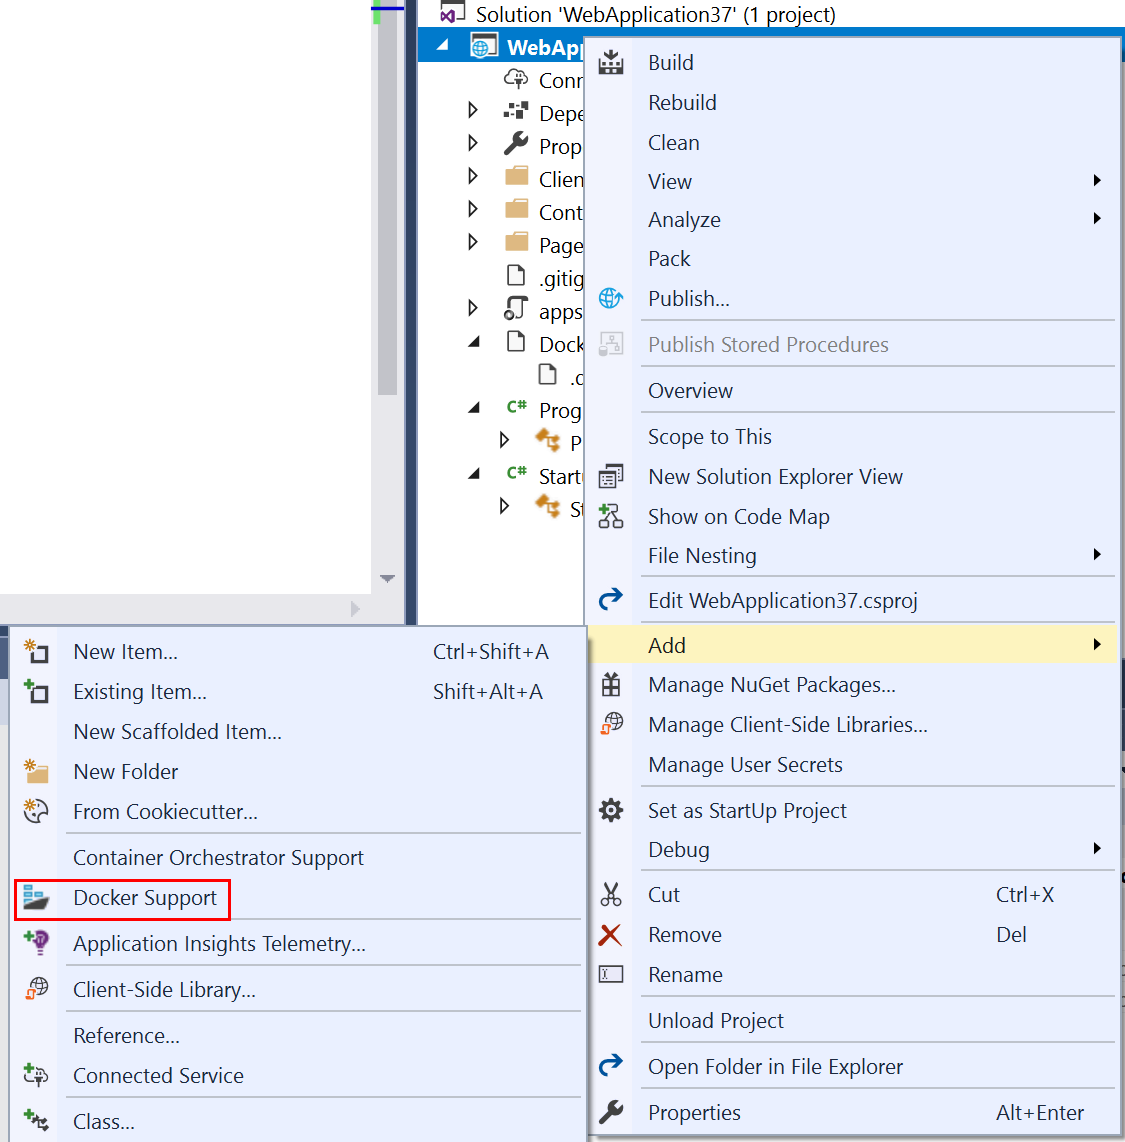 Solution 'WebApplication37' (1 project)
WebAp
Conn
Depe
Prop
Clien
Cont
Page
.gitig
apps
Dock
Prog
P
Startu
St
Build
Rebuild
Clean
View
Analyze
Pack
Publish...
Publish Stored Procedures
Overview
Scope to This
New Solution Explorer View
Show on Code Map
File Nesting
Edit WebApplication37.csproj
Add
Manage NuGet Packages...
Manage Client-Side Libraries...
Manage User Secrets
Set as StartUp Project
Debug
Cut Ctrl+X
Remove Del
Rename
Unload Project
Open Folder in File Explorer
Properties Alt+Enter
New Item... Ctrl+Shift+A
Existing Item... Shift+Alt+A
New Scaffolded Item...
New Folder
From Cookiecutter...
Container Orchestrator Support
Docker Support
Application Insights Telemetry...
Client-Side Library...
Reference...
Connected Service
Class...